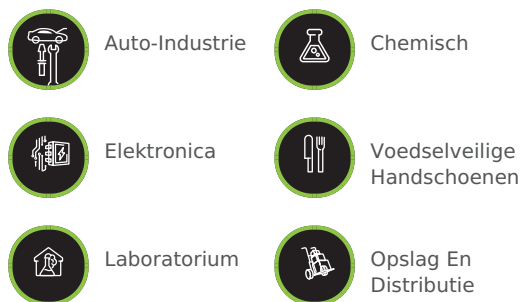 Auto-Industrie
Chemisch
Elektronica
Voedselveilige
Handschoenen
Laboratorium
Opslag En
Distributie